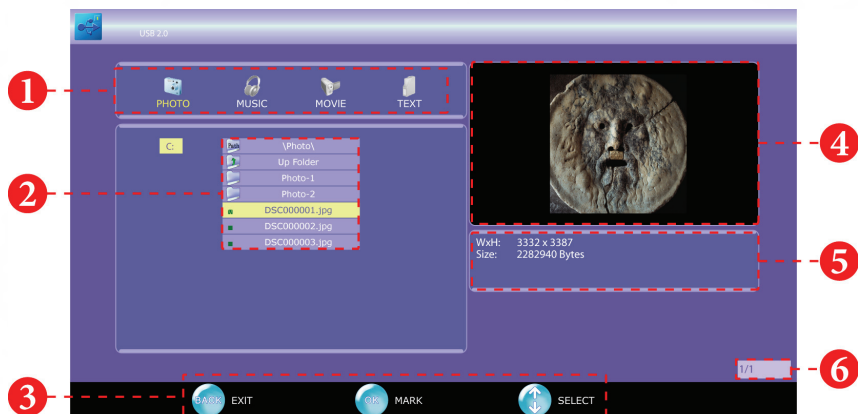 USB 2.0
1
PHOTO MUSIC MOVIE TEXT
2
C:
Photo \Photo\
Up Folder
Photo-1
Photo-2
DSC000001.jpg
DSC000002.jpg
DSC000003.jpg
4
WxH: 3332 x 3387
Size: 2282940 Bytes
5
1/1
6
3
BACK EXIT OK MARK SELECT